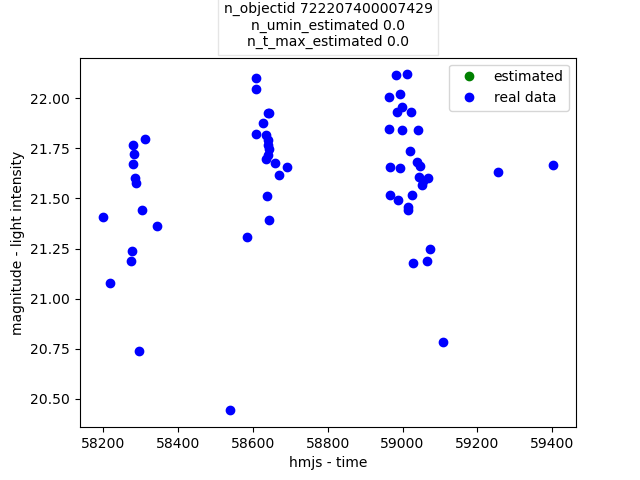 n_objectid 722207400007429
n_umin_estimated 0.0
n_t_max_estimated 0.0
estimated
real data
magnitude - light intensity
22.00
21.75
21.50
21.25
21.00
20.75
20.50
58200 58400 58600 58800 59000 59200 59400
hmjs - time